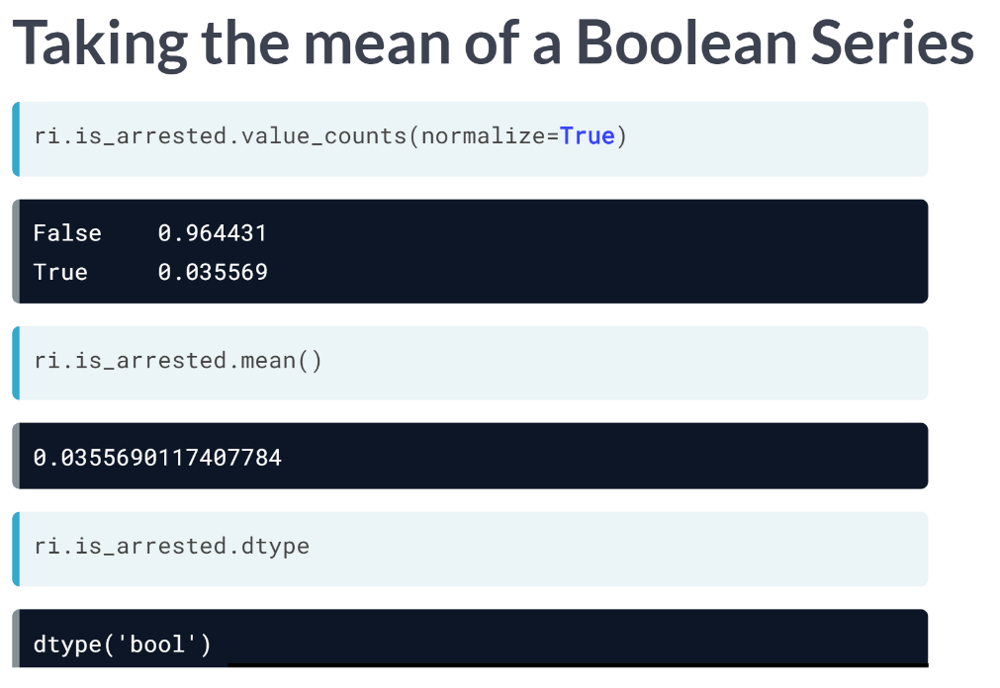 Taking the mean of a Boolean Series
ri.is_arrested.value_counts(normalize=True)
False    0.964431
True     0.035569
ri.is_arrested.mean()
0.0355690117407784
ri.is_arrested.dtype
dtype('bool')